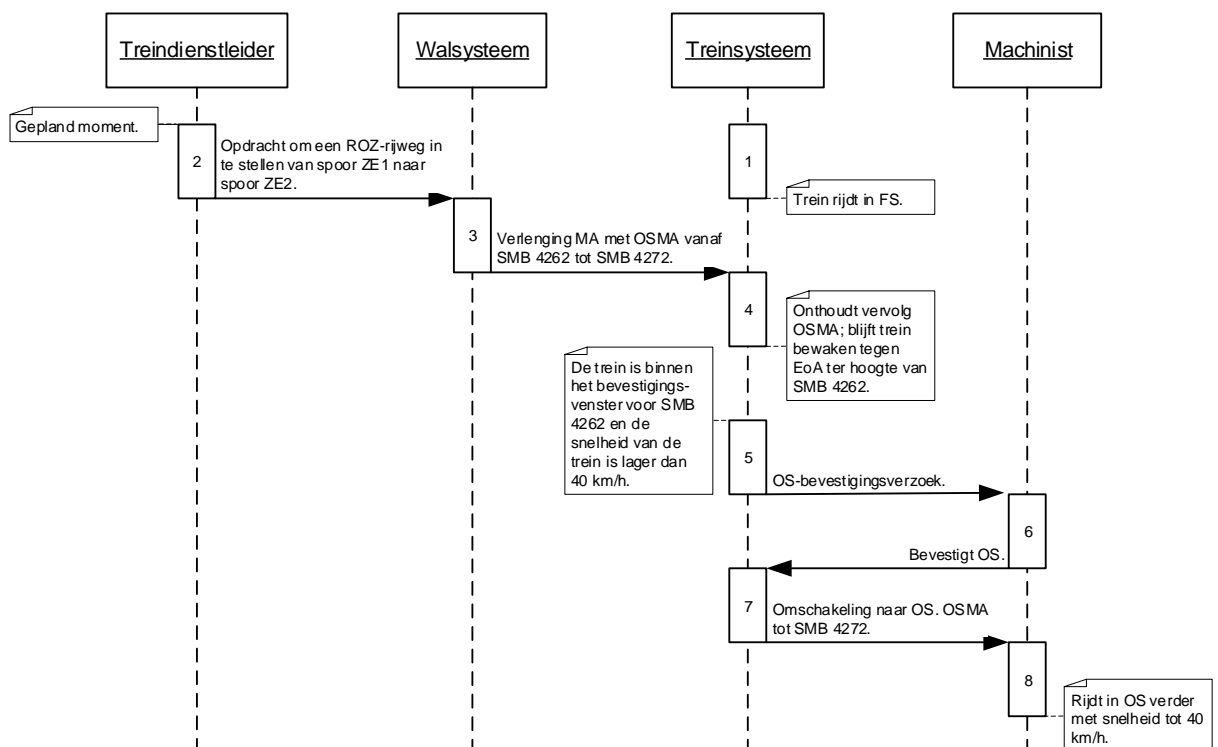 Treindienstleider
Walsysteem
Treinsysteem
Machinist
Gepland moment.
2
Opdracht om een ROZ-rijweg in
te stellen van spoor ZE1 naar
spoor ZE2.
1
Trein rijdt in FS.
3
Verlenging MA met OSMA vanaf
SMB 4262 tot SMB 4272.
4
Onthoudt vervolg
OSMA; blijft trein
bewaken tegen
EoA ter hoogte van
SMB 4262.
De trein is binnen
het bevestigings-
venster voor SMB
4262 en de
snelheid van de
trein is lager dan
40 km/h.
5
OS-bevestigingsverzoek.
6
Bevestigt OS.
7
Omschakeling naar OS. OSMA
tot SMB 4272.
8
Rijdt in OS verder
met snelheid tot 40
km/h.